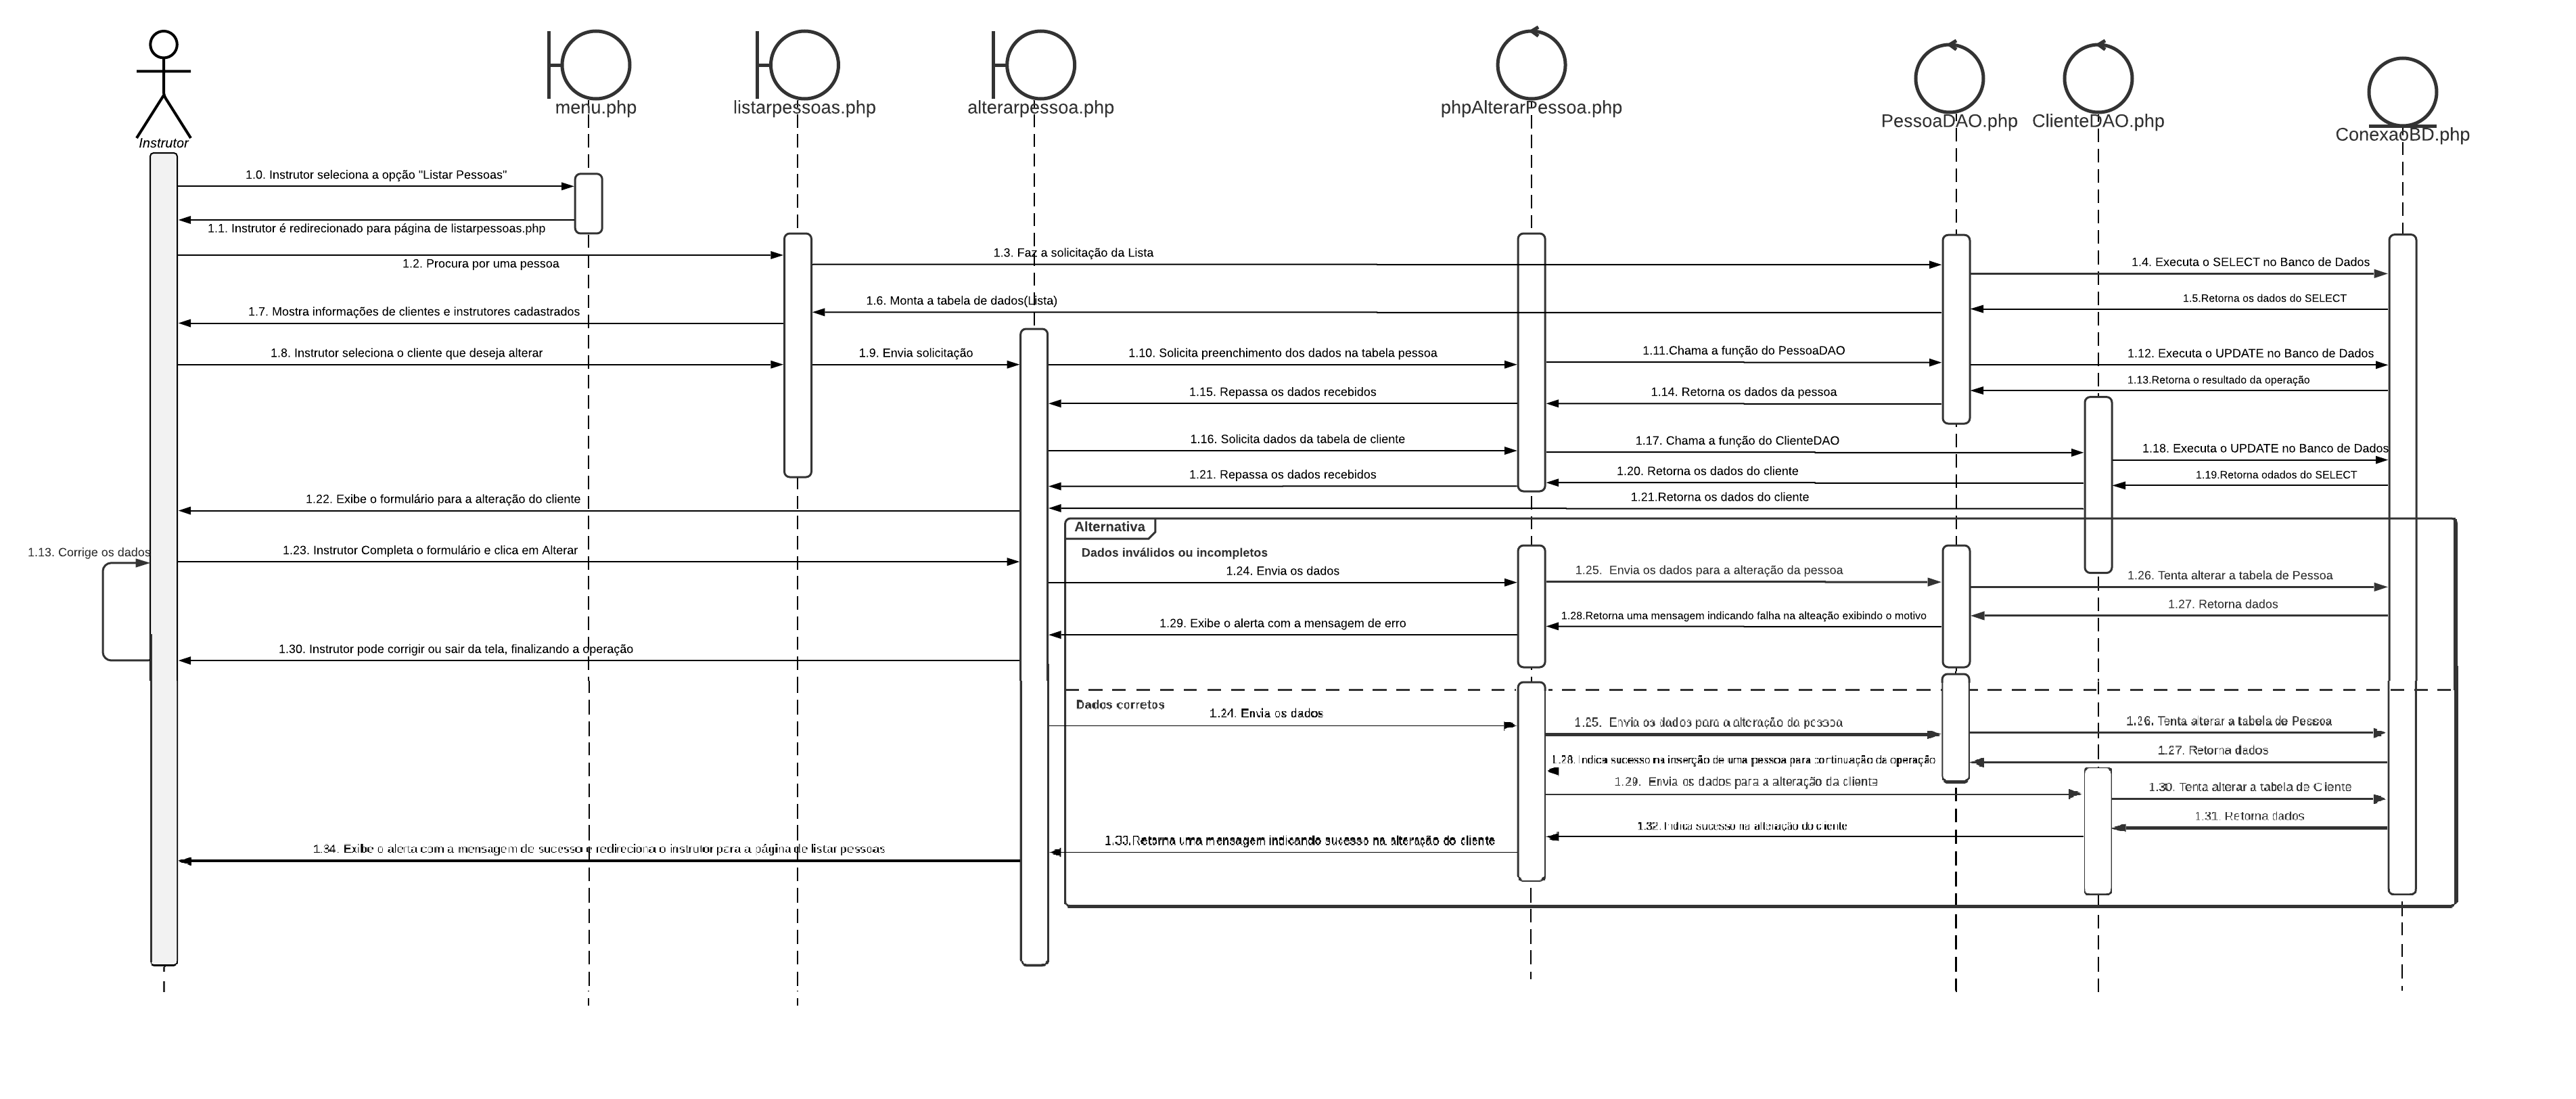 menu.php
listarpessoas.php
alterarpessoa.php
phpAlterarPessoa.php
PessoaDAO.php
ClienteDAO.php
ConexaoBD.php
Instrutor
1.0. Instrutor seleciona a opção "Listar Pessoas"
1.1. Instrutor é redirecionado para página de listarpessoas.php
1.2. Procura por uma pessoa
1.3. Faz a solicitação da Lista
1.4. Executa o SELECT no Banco de Dados
1.5.Retorna os dados do SELECT
1.6. Monta a tabela de dados(Lista)
1.7. Mostra informações de clientes e instrutores cadastrados
1.8. Instrutor seleciona o cliente que deseja alterar
1.9. Envia solicitação
1.10. Solicita preenchimento dos dados na tabela pessoa
1.11.Chama a função do PessoaDAO
1.12. Executa o UPDATE no Banco de Dados
1.13.Retorna o resultado da operação
1.14. Retorna os dados da pessoa
1.15. Repassa os dados recebidos
1.16. Solicita dados da tabela de cliente
1.17. Chama a função do ClienteDAO
1.18. Executa o UPDATE no Banco de Dados
1.19.Retorna odados do SELECT
1.20. Retorna os dados do cliente
1.21. Repassa os dados recebidos
1.21.Retorna os dados do cliente
1.22. Exibe o formulário para a alteração do cliente
Alternativa
Dados inválidos ou incompletos
1.13. Corrige os dados
1.23. Instrutor Completa o formulário e clica em Alterar
1.24. Envia os dados
1.25. Envia os dados para a alteração da pessoa
1.26. Tenta alterar a tabela de Pessoa
1.27. Retorna dados
1.28.Retorna uma mensagem indicando falha na alteação exibindo o motivo
1.29. Exibe o alerta com a mensagem de erro
1.30. Instrutor pode corrigir ou sair da tela, finalizando a operação
Dados corretos
1.24. Envia os dados
1.25. Envia os dados para a alteração da pessoa
1.26. Tenta alterar a tabela de Pessoa
1.27. Retorna dados
1.28. Indica sucesso na inserção de uma pessoa para continuação da operação
1.29. Envia os dados para a alteração da cliente
1.30. Tenta alterar a tabela de Cliente
1.31. Retorna dados
1.32. Indica sucesso na alteração do cliente
1.33.Retorna uma mensagem indicando sucesso na alteração do cliente
1.34. Exibe o alerta com a mensagem de sucesso e redireciona o instrutor para a página de listar pessoas